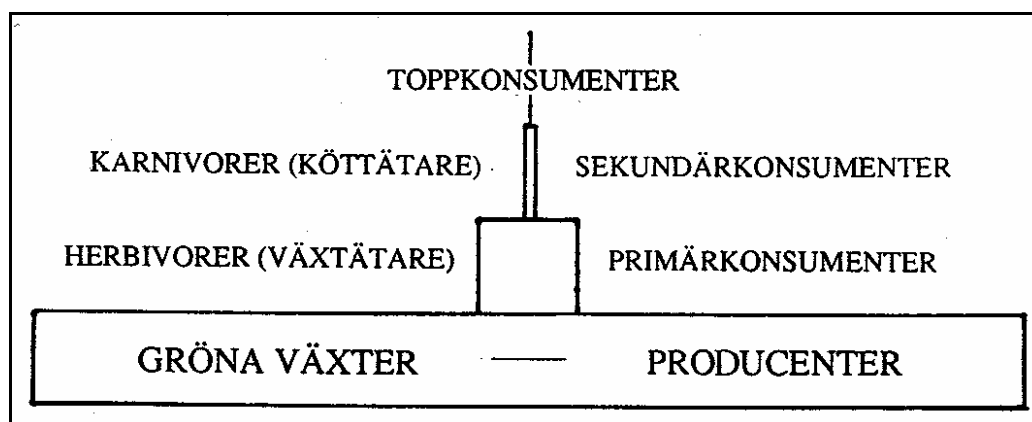 TOPPKONSUMENTER
KARNIVORER (KÖTTÄTARE) SEKUNDÄRKONSUMENTER
HERBIVORER (VÄXTÄTARE) PRIMÄRKONSUMENTER
GRÖNA VÄXTER — PRODUCENTER